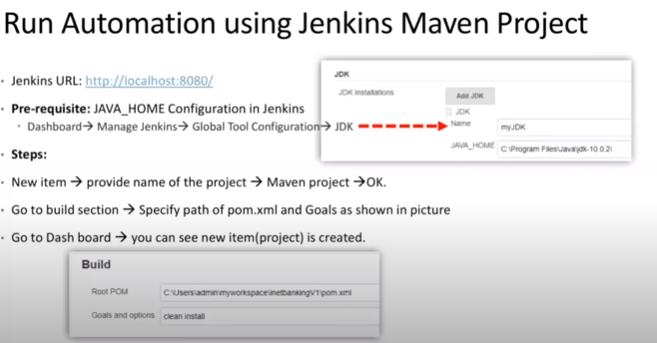 Run Automation using Jenkins Maven Project
• Jenkins URL: http://localhost:8080/
• Pre-requisite: JAVA_HOME Configuration in Jenkins
• Dashboard→ Manage Jenkins→ Global Tool Configuration→ JDK
JDK
JDK installations
Add JDK
JDK
Name
myJDK
JAVA_HOME
C:\Program Files\Java\jdk-10.0.2\
• Steps:
• New item → provide name of the project → Maven project →OK.
• Go to build section → Specify path of pom.xml and Goals as shown in picture
• Go to Dash board → you can see new item(project) is created.
Build
Root POM
C:\Users\admin\myworkspace\inetbankingV1\pom.xml
Goals and options
clean install